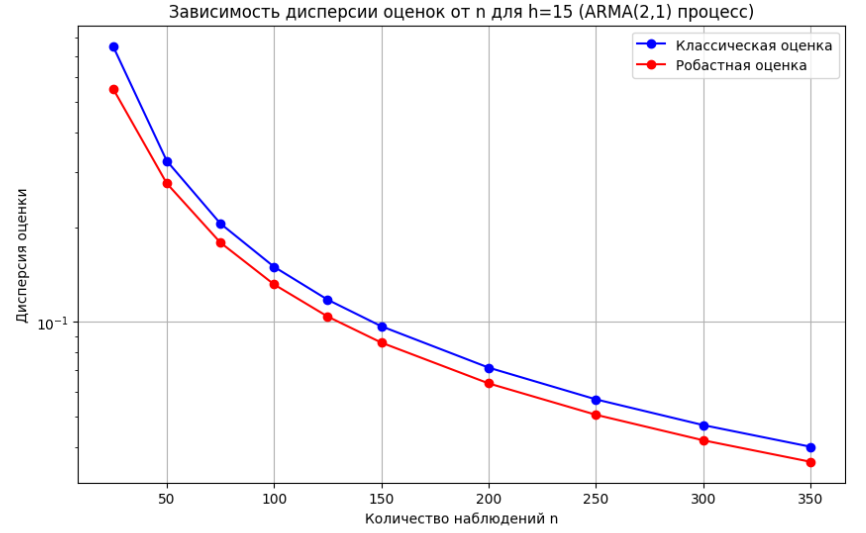 Зависимость дисперсии оценок от n для h=15 (ARMA(2,1) процесс)
Классическая оценка
Робастная оценка
Дисперсия оценки
10⁻¹
50 100 150 200 250 300 350
Количество наблюдений n